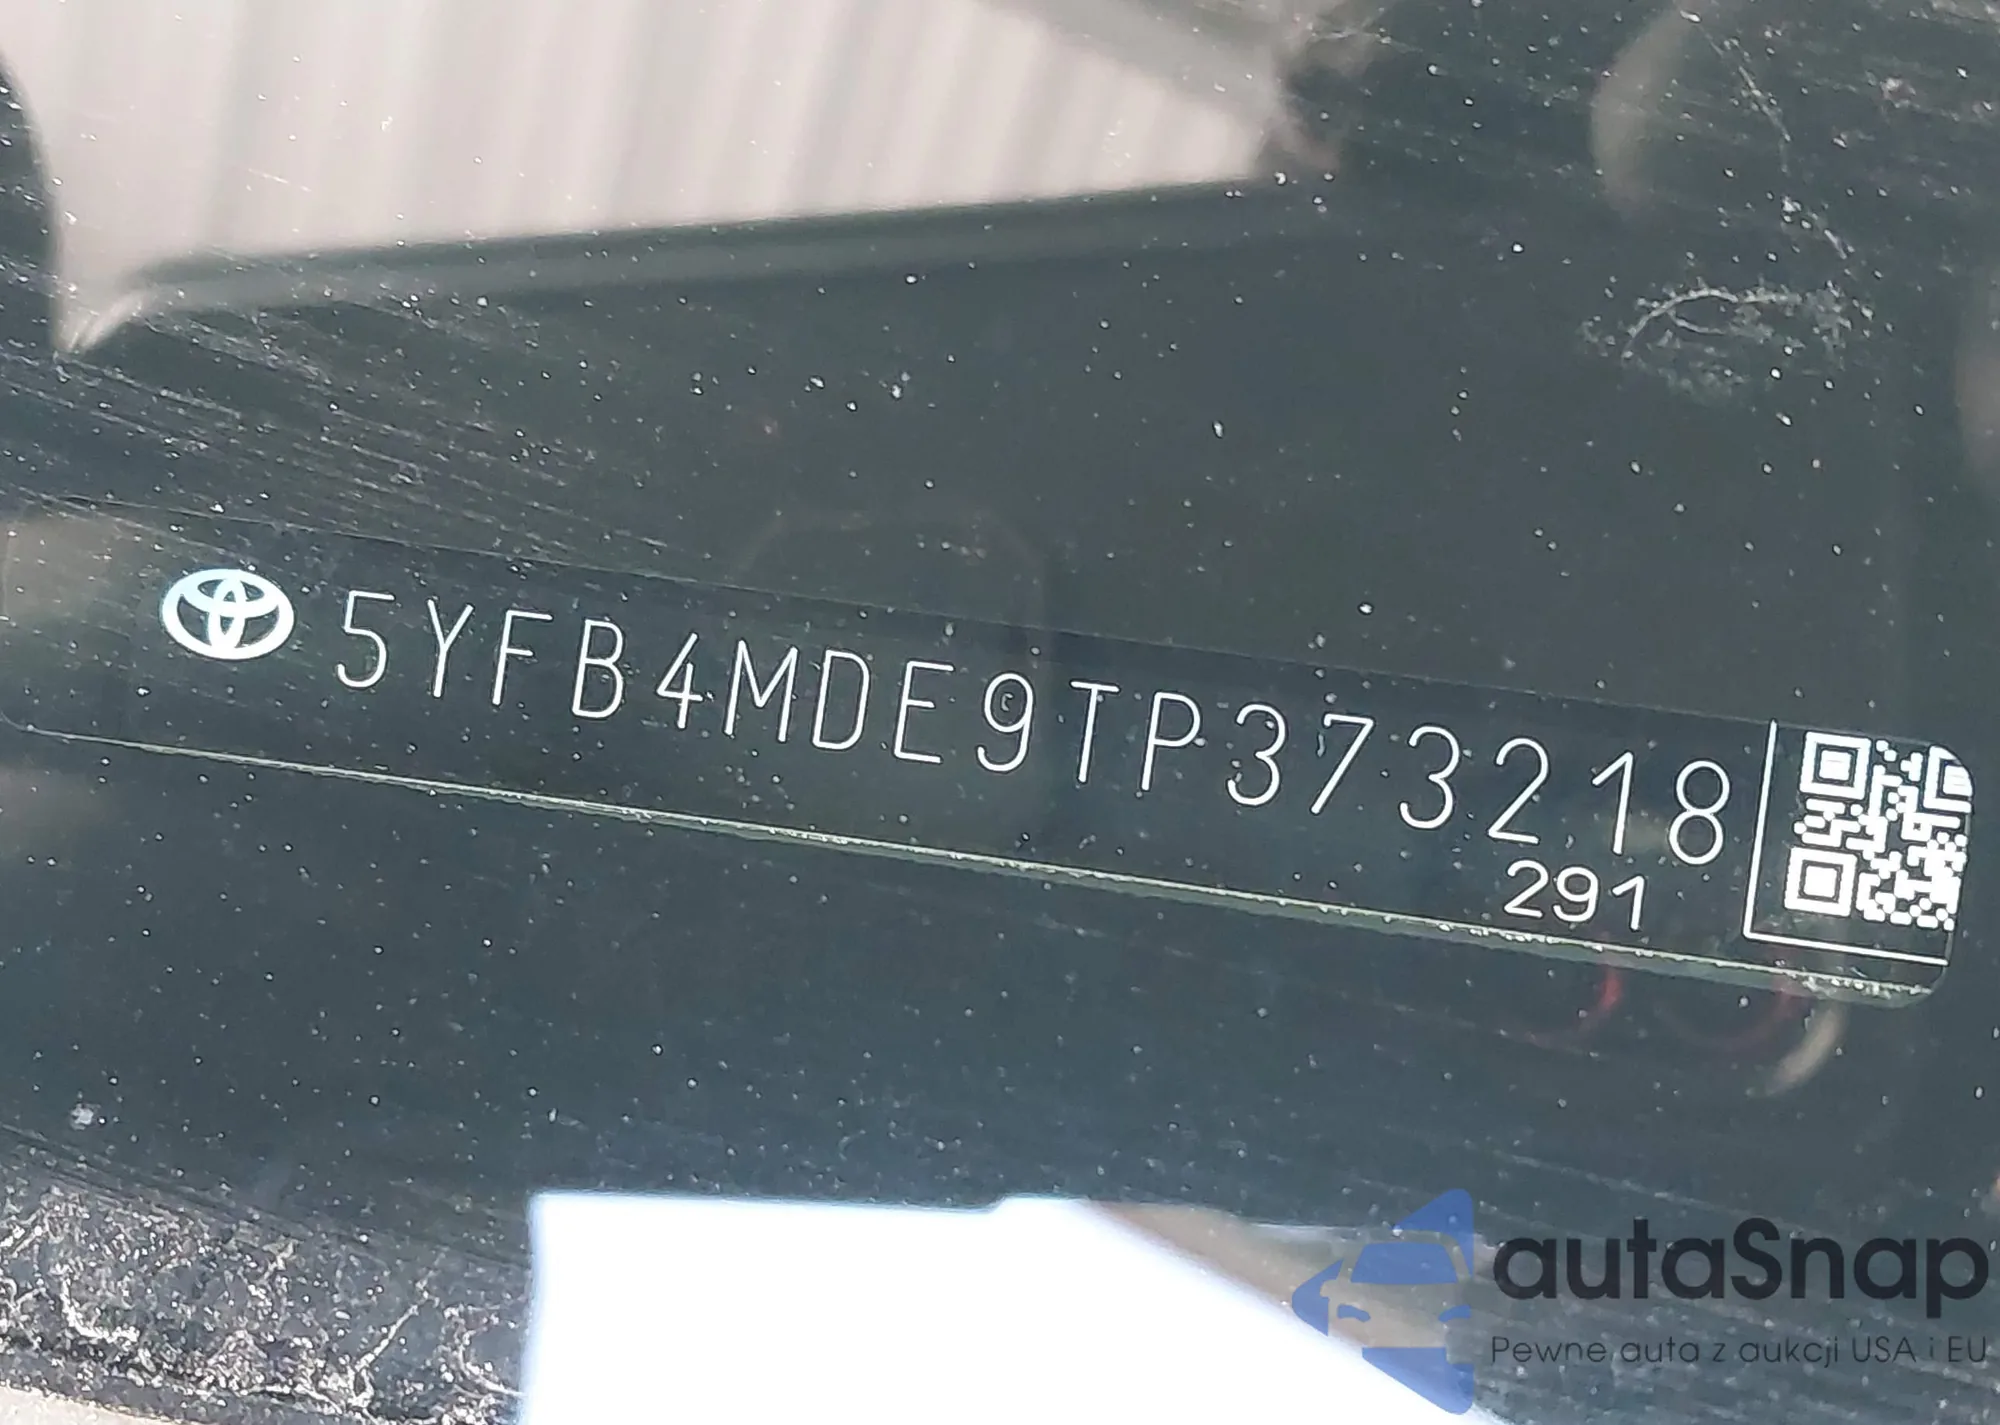 5YFB4MDE9TP373218
291
autaSnap
Pewne auta z aukcji USA i EU